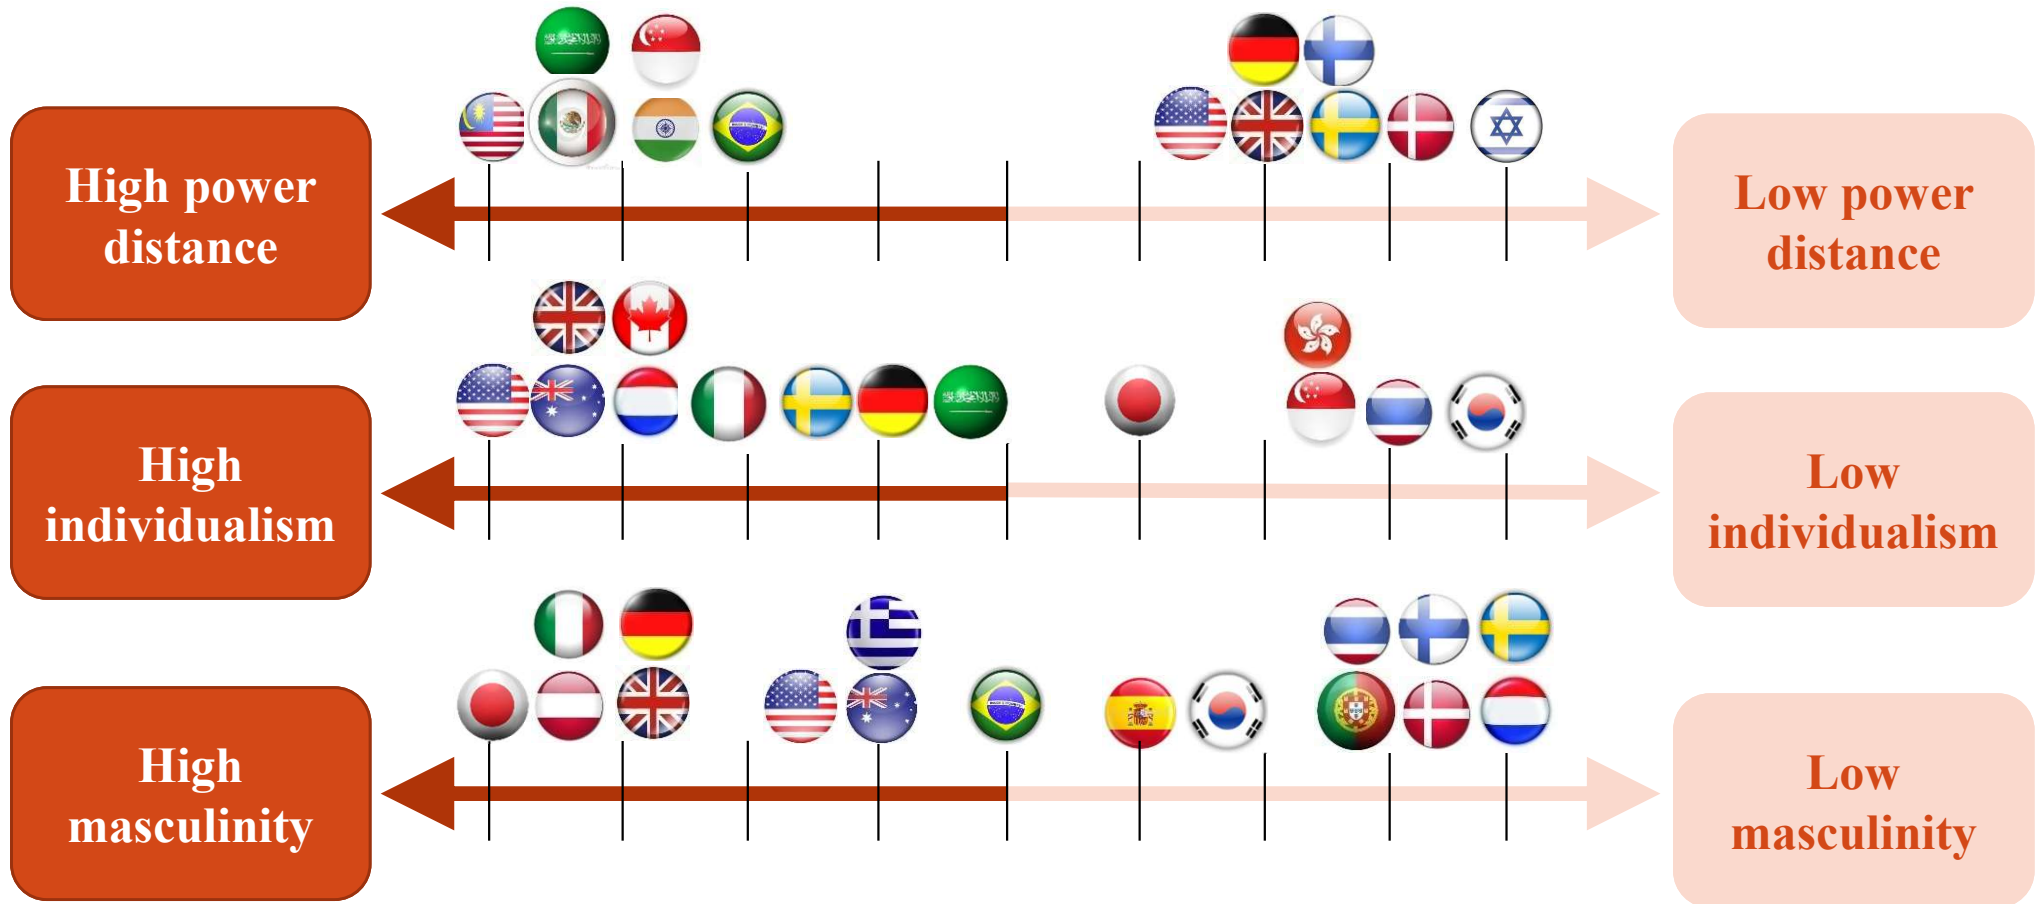 High power
distance
Low power
distance
High
individualism
Low
individualism
High
masculinity
Low
masculinity